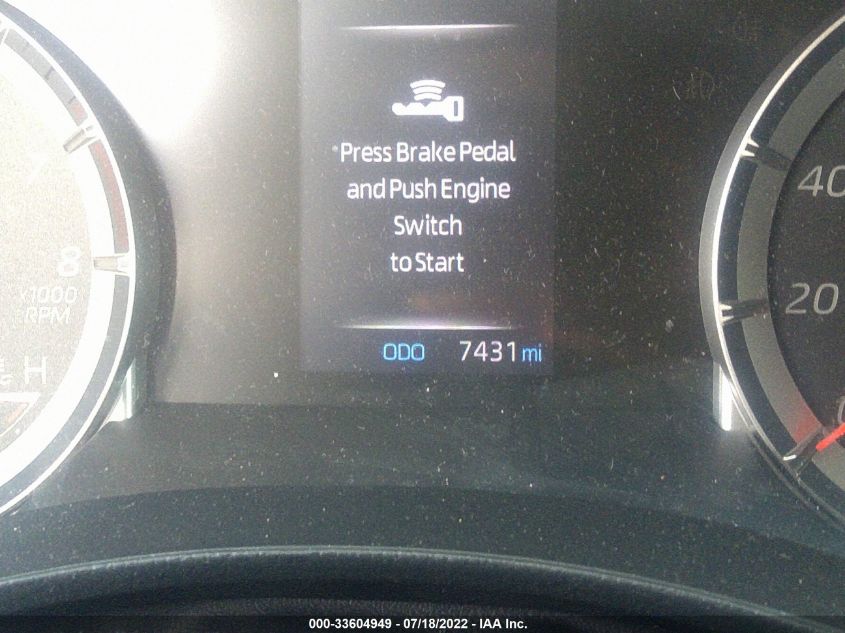 Press Brake Pedal
and Push Engine
Switch
to Start
ODO 7431 mi
8
x1000
RPM
H
40
20
0
000-33604949 - 07/18/2022 - IAA Inc.